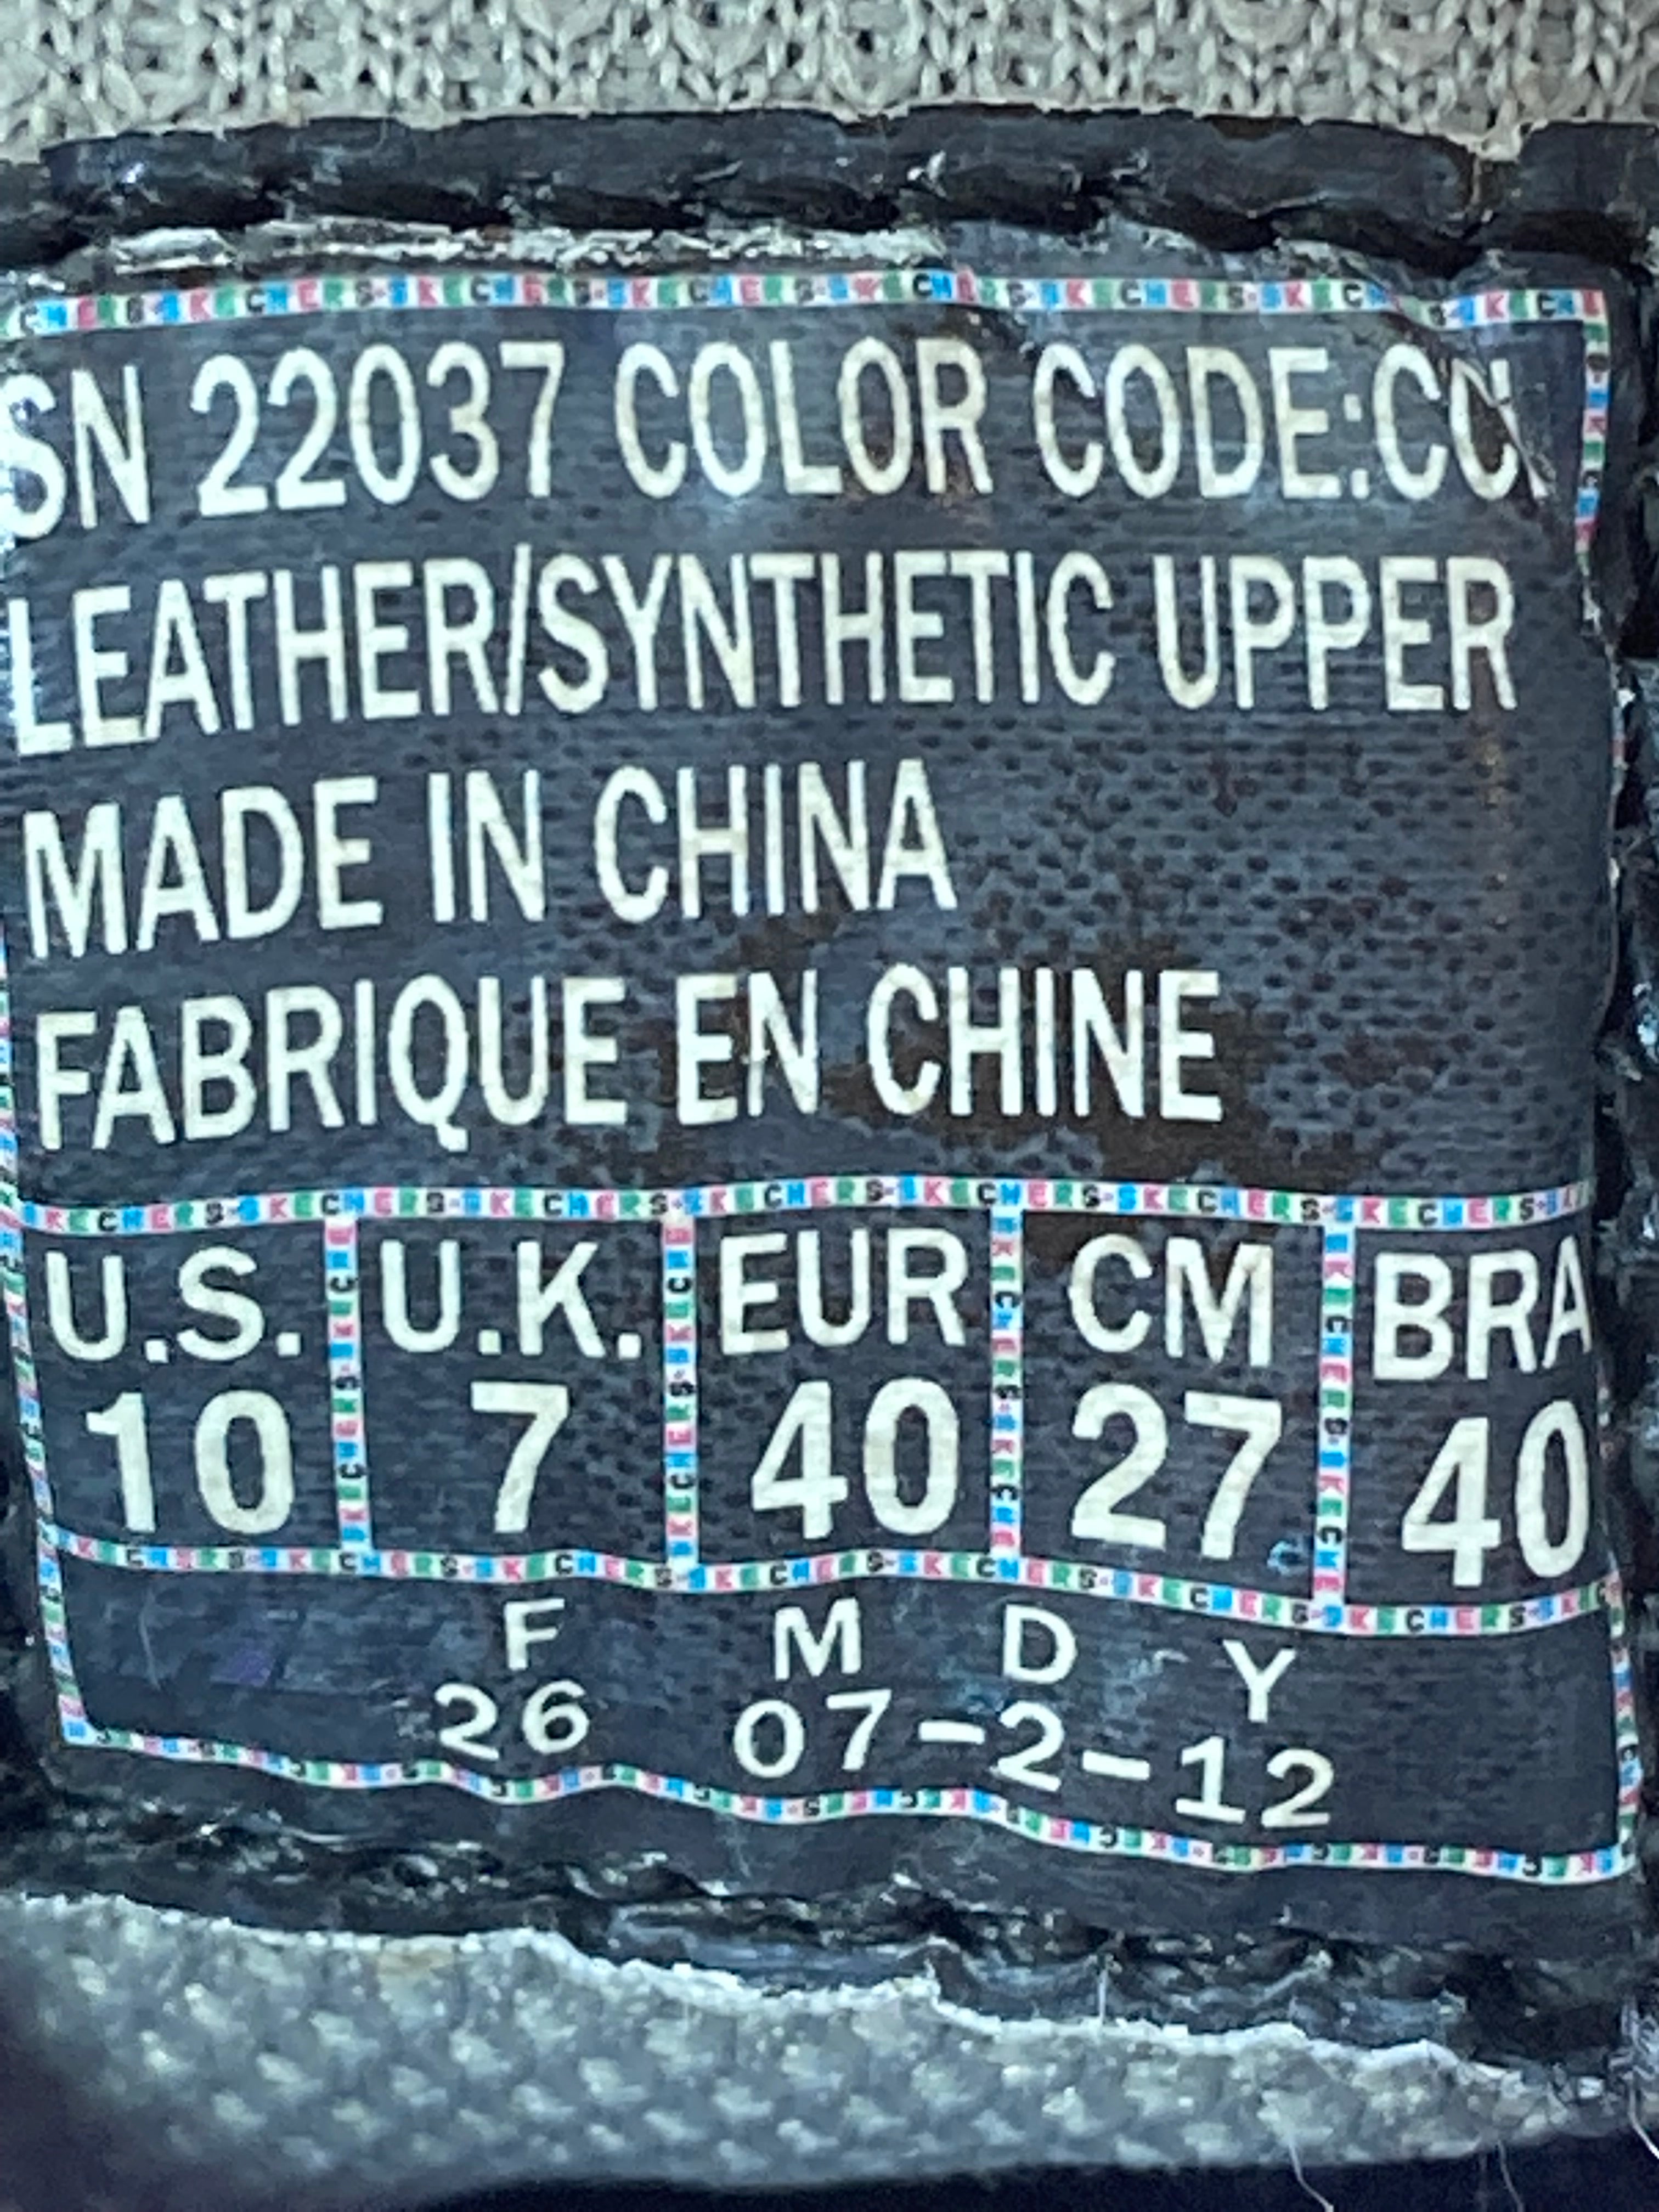 SN 22037 COLOR CODE:CC
LEATHER/SYNTHETIC UPPER
MADE IN CHINA
FABRIQUE EN CHINE
U.S. U.K. EUR CM BRA
10 7 40 27 40
F M D Y
26 07-2-12